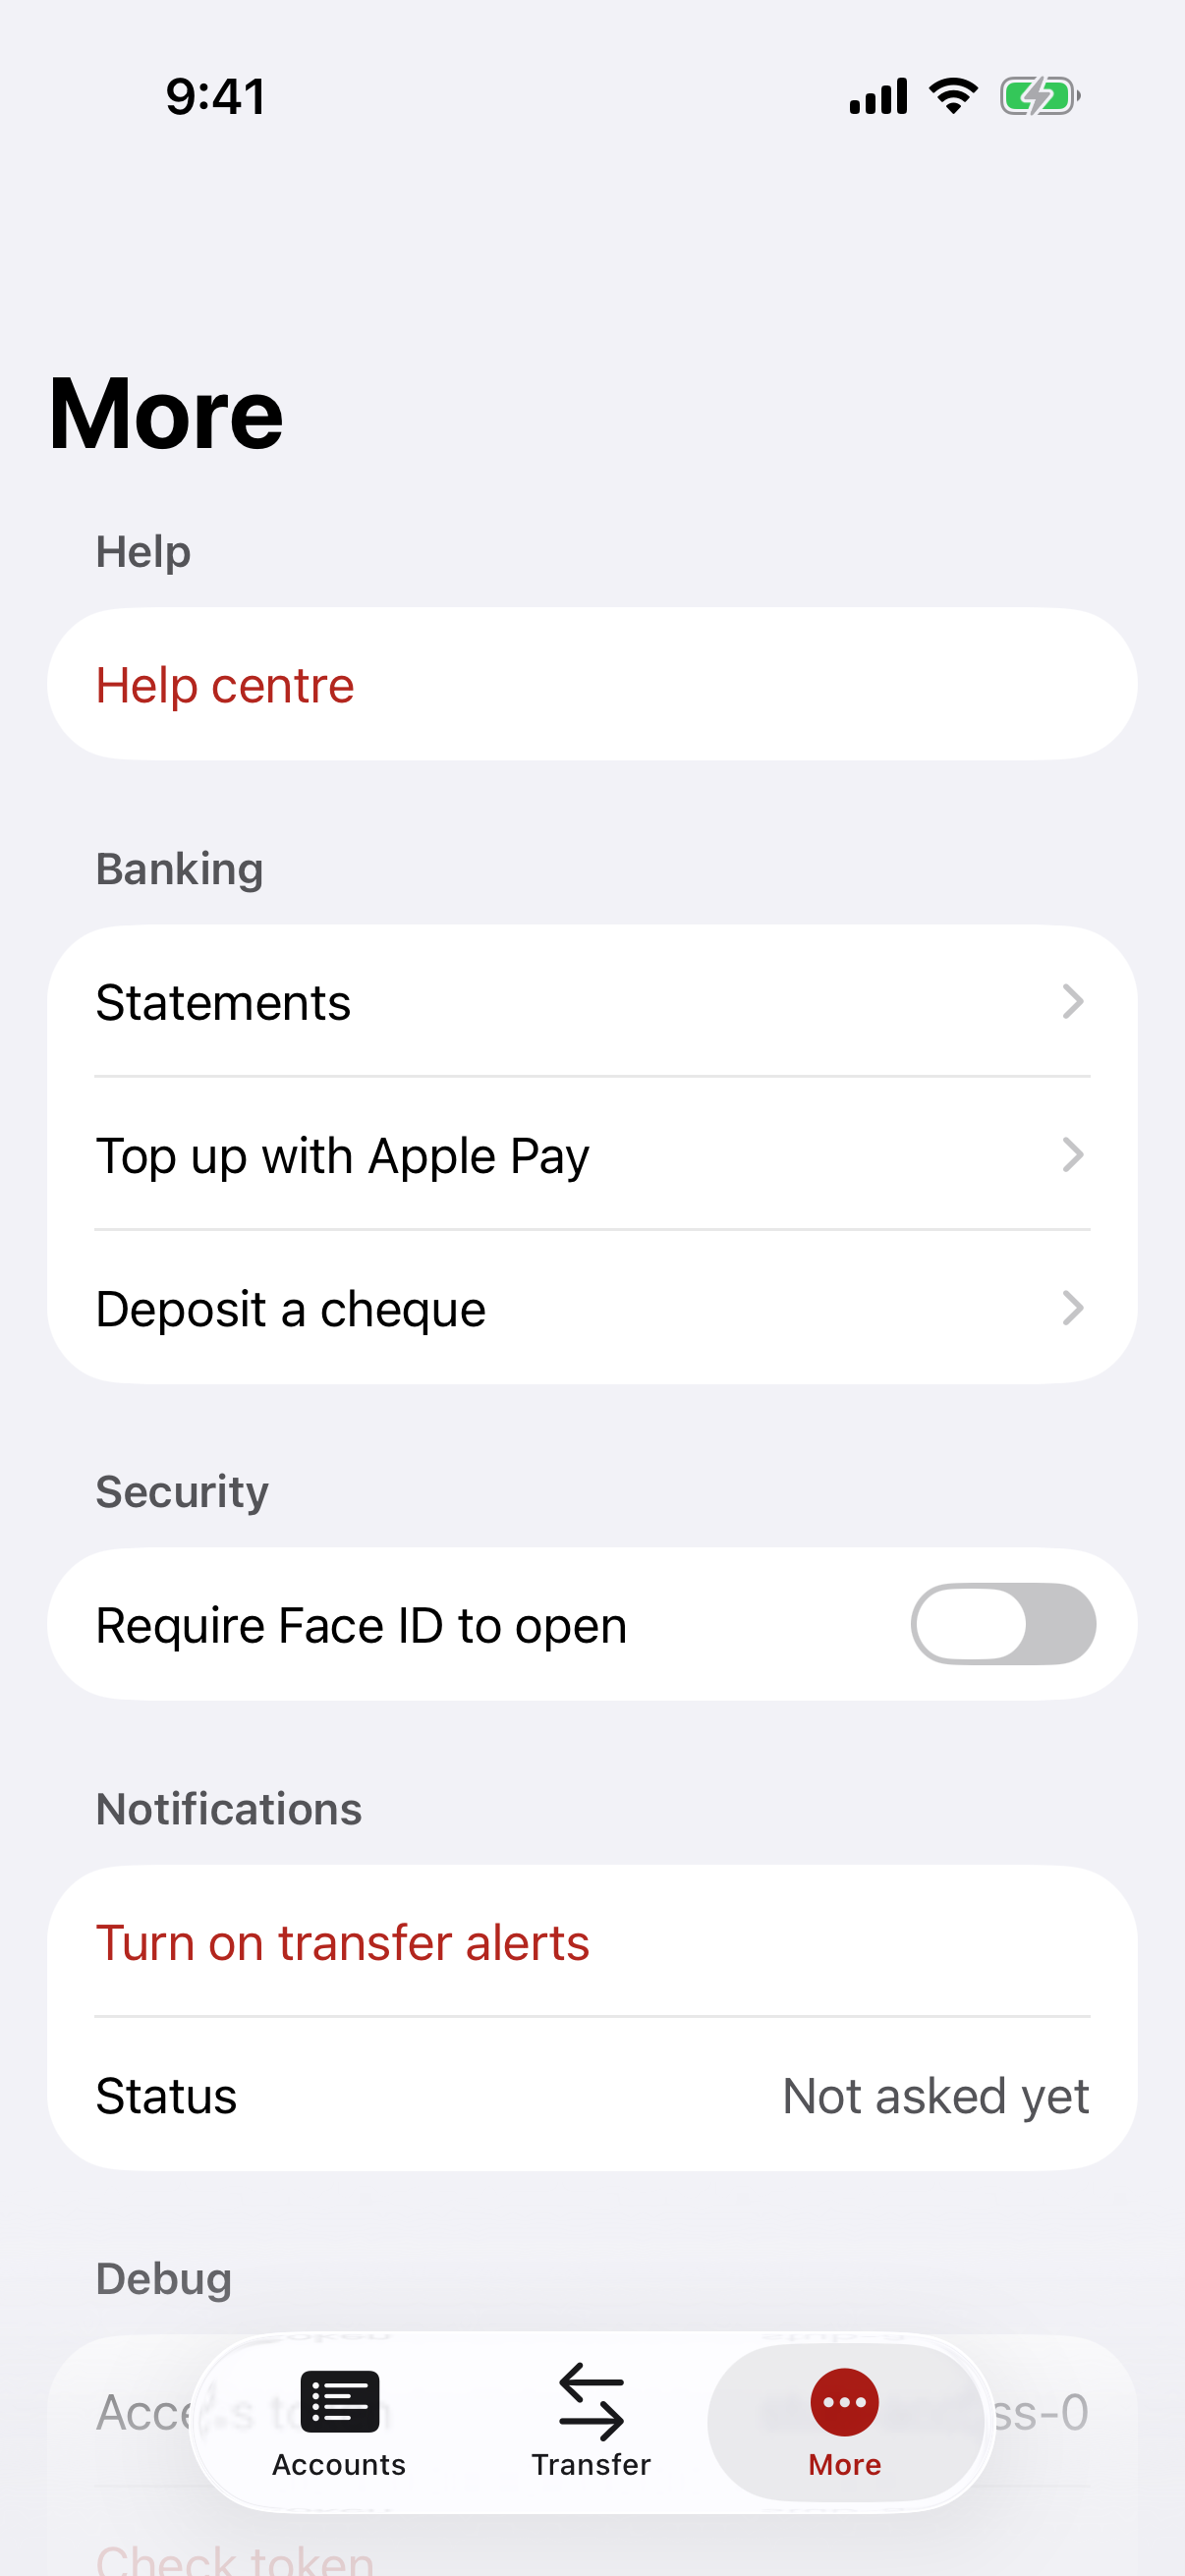 9:41
More
Help
Help centre
Banking
Statements
Top up with Apple Pay
Deposit a cheque
Security
Require Face ID to open
Notifications
Turn on transfer alerts
Status Not asked yet
Debug
Accounts Transfer More
Check token